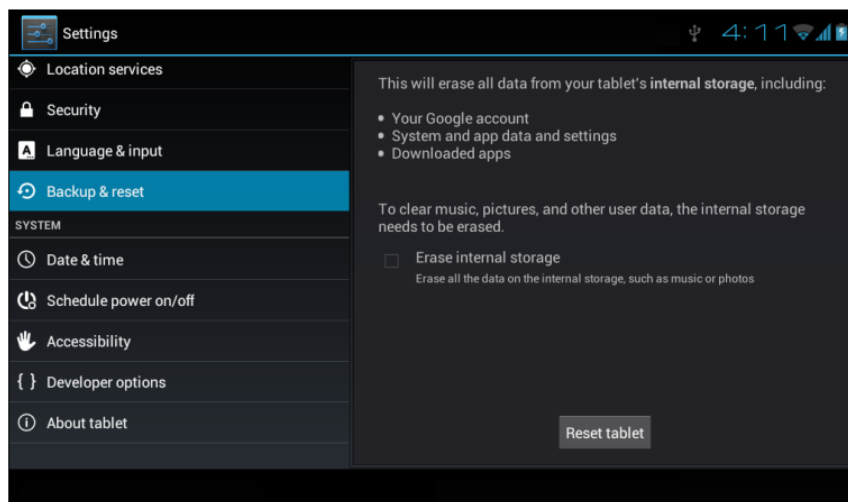 Settings
4:11
Location services
Security
Language & input
Backup & reset
SYSTEM
Date & time
Schedule power on/off
Accessibility
{ } Developer options
About tablet
This will erase all data from your tablet's internal storage, including:
• Your Google account
• System and app data and settings
• Downloaded apps
To clear music, pictures, and other user data, the internal storage
needs to be erased.
Erase internal storage
Erase all the data on the internal storage, such as music or photos
Reset tablet